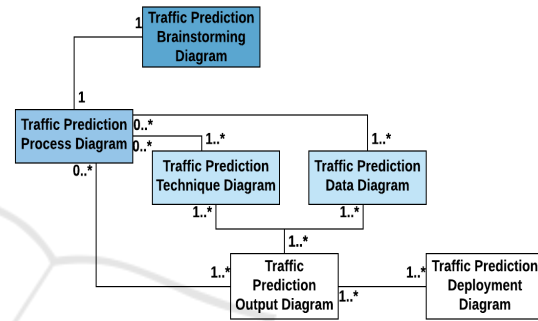 Traffic Prediction
Brainstorming
Diagram
1
1
Traffic Prediction
Process Diagram
0..*
0..*
0..*
1..*
1..*
Traffic Prediction
Technique Diagram
Traffic Prediction
Data Diagram
1..*
1..*
1..*
Traffic
Prediction
Output Diagram
1..*
1..*
1..*
Traffic Prediction
Deployment
Diagram